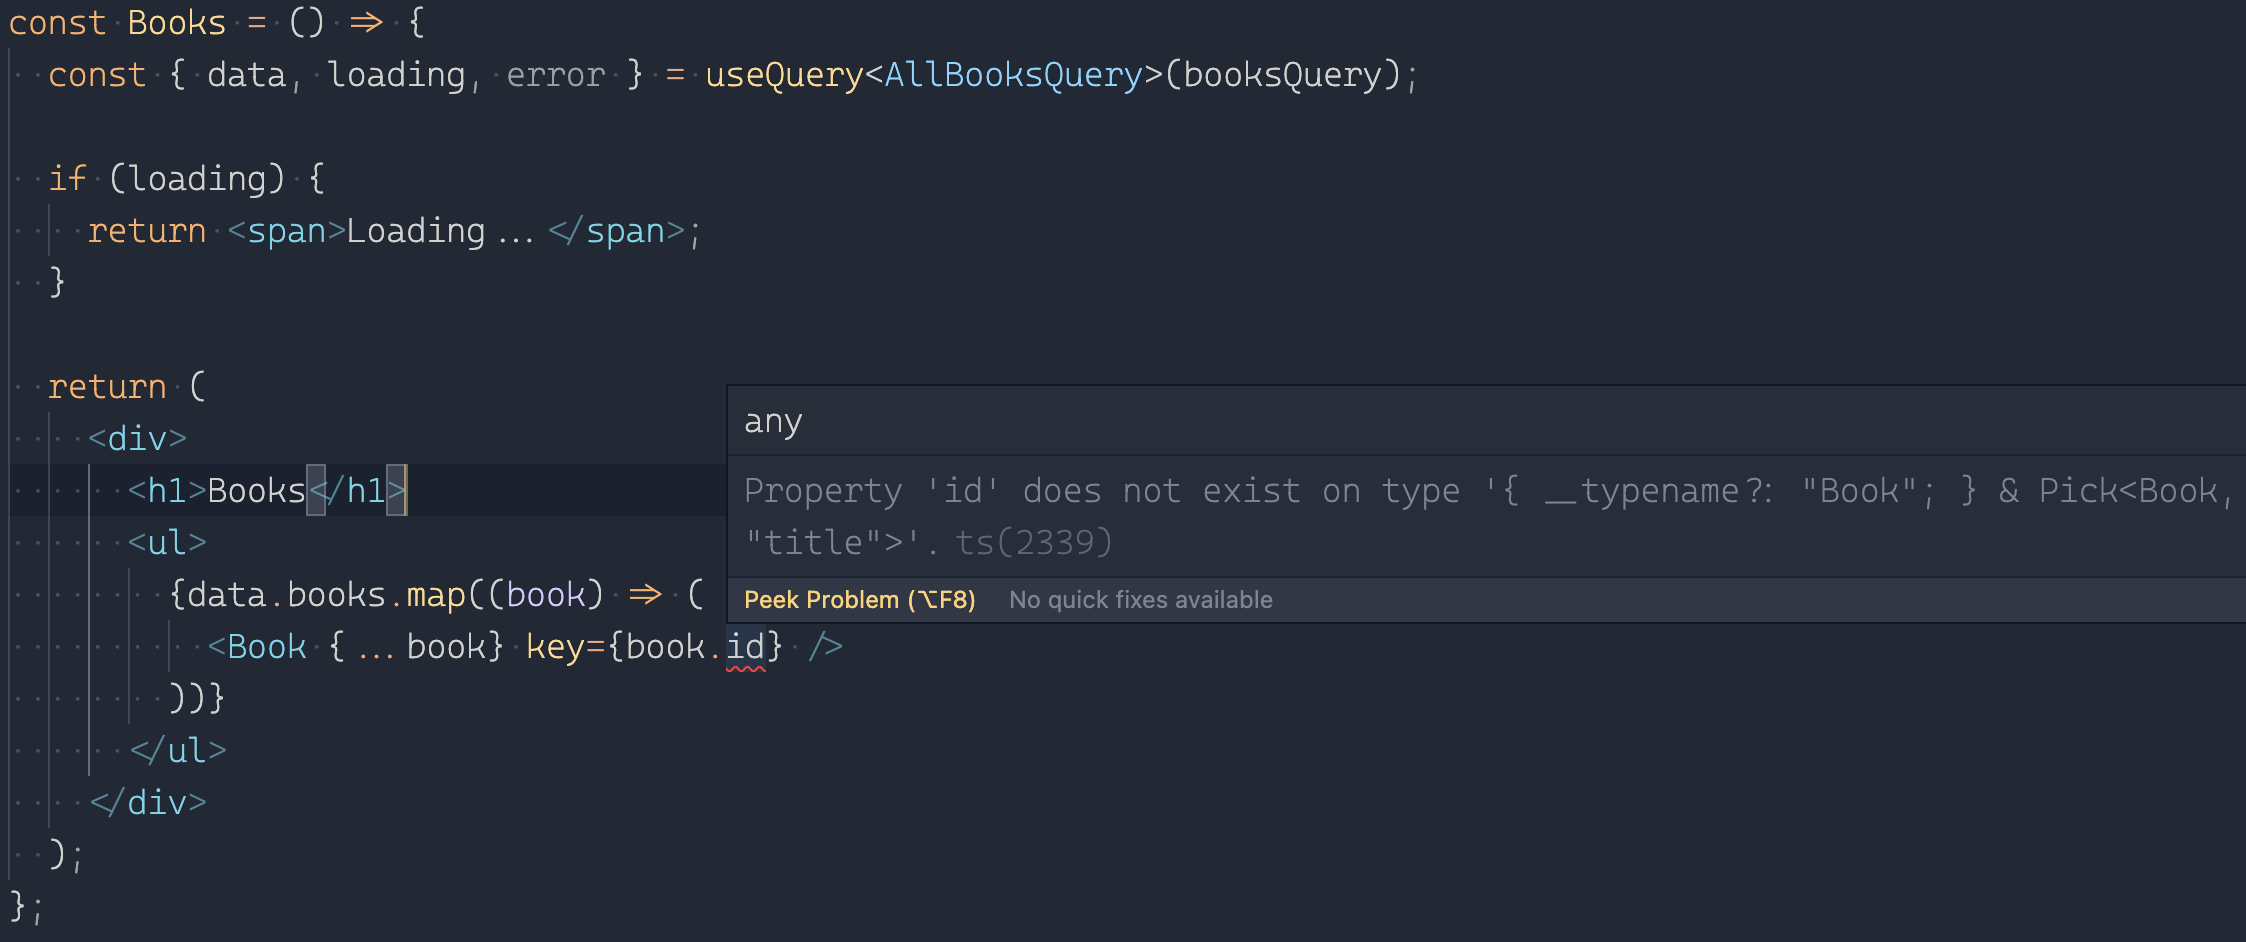 const Books = () => {
const { data, loading, error } = useQuery<AllBooksQuery>(booksQuery);
if (loading) {
return <span>Loading...</span>;
}
return (
<div>
<h1>Books</h1>
<ul>
{data.books.map((book) => (
<Book {...book} key={book.id} />
))}
</ul>
</div>
);
};
any
Property 'id' does not exist on type '{ __typename?: "Book"; } & Pick<Book,
"title">'. ts(2339)
Peek Problem (⌥F8) No quick fixes available